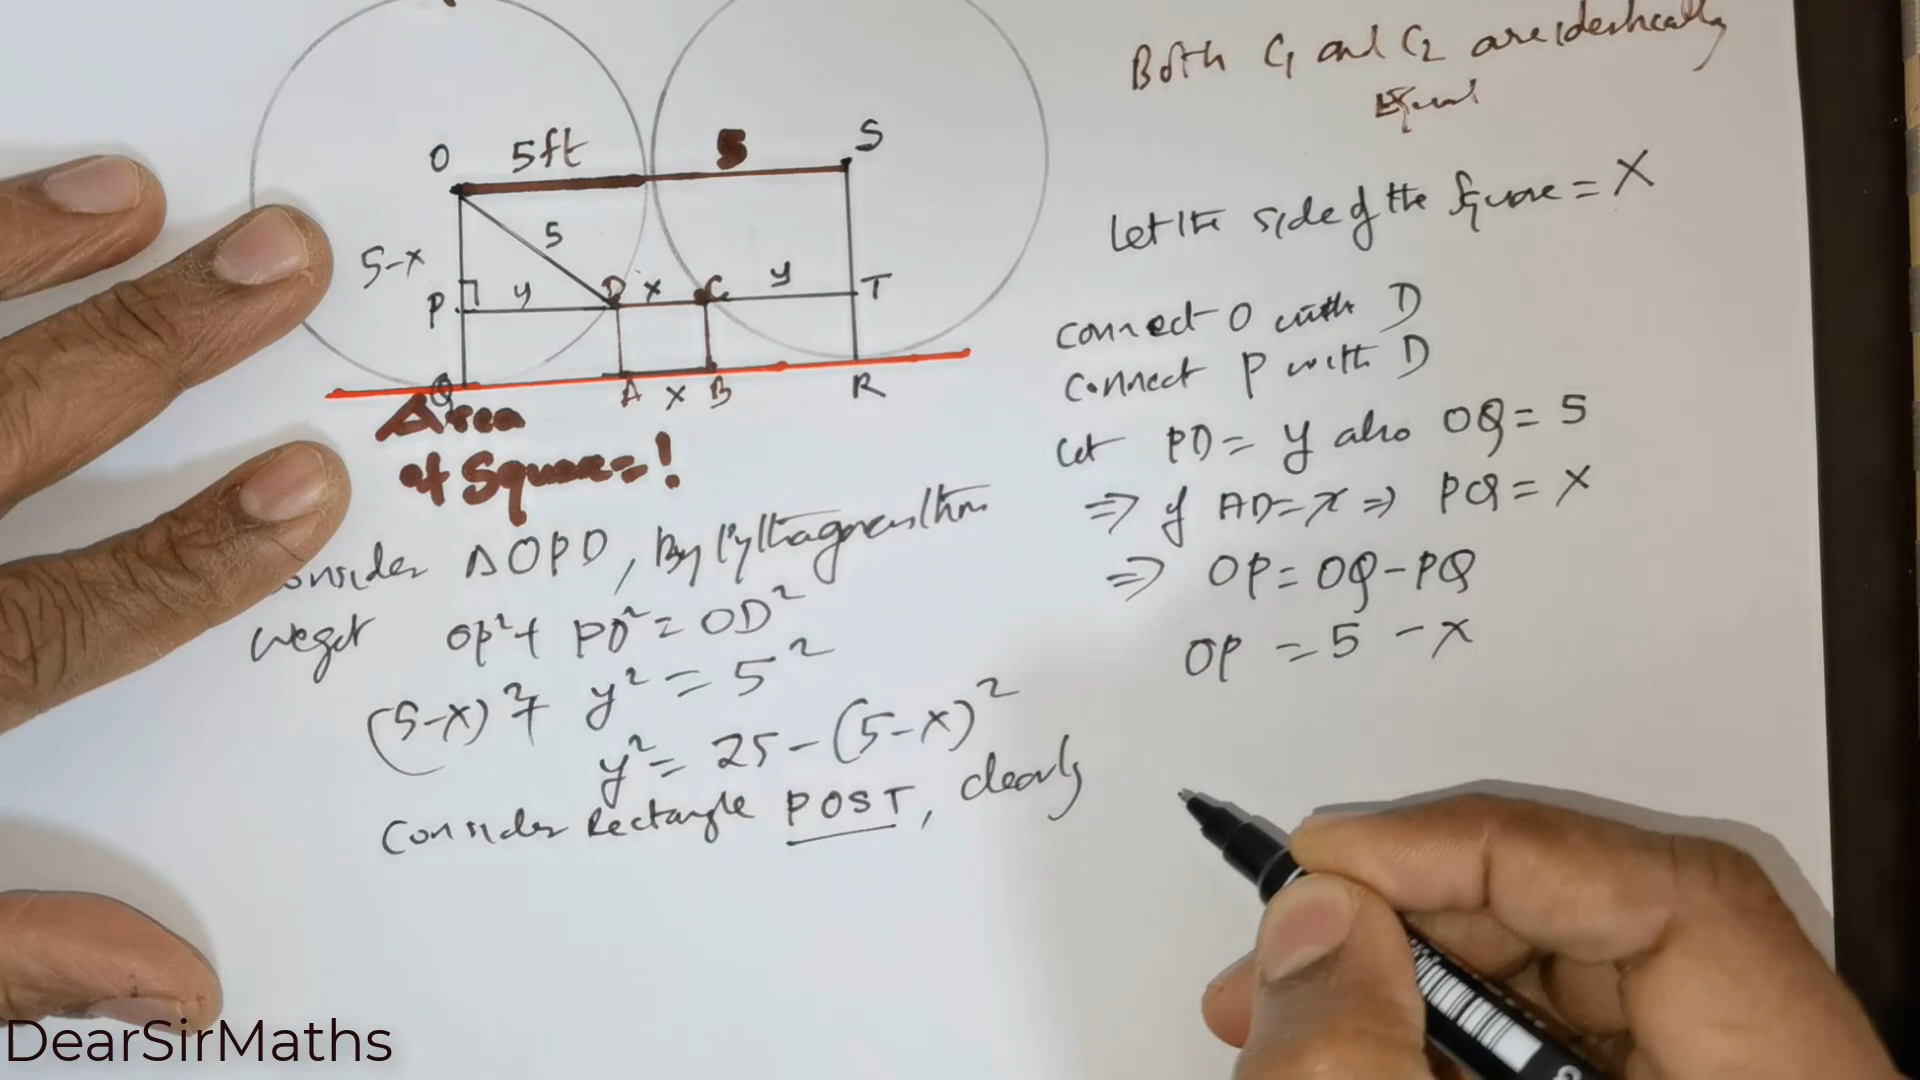 Both C1 and C2 are identically
Equal
O 5ft 5 S
Let the side of the Square = X
5
5-x
P y D x C y T
Connect O with D
Connect P with D
Q A x B R
Area
of Square=!
Let PD = y also OQ = 5
⇒ if AD=x ⇒ PQ = X
⇒ OP = OQ-PQ
OP = 5 - x
onsider ΔOPD, By Pythagoras thm
we get OP²+ PD² = OD²
(5-x)²+ y² = 5²
y² = 25 - (5-x)²
Consider Rectangle POST, clearly
DearSirMaths